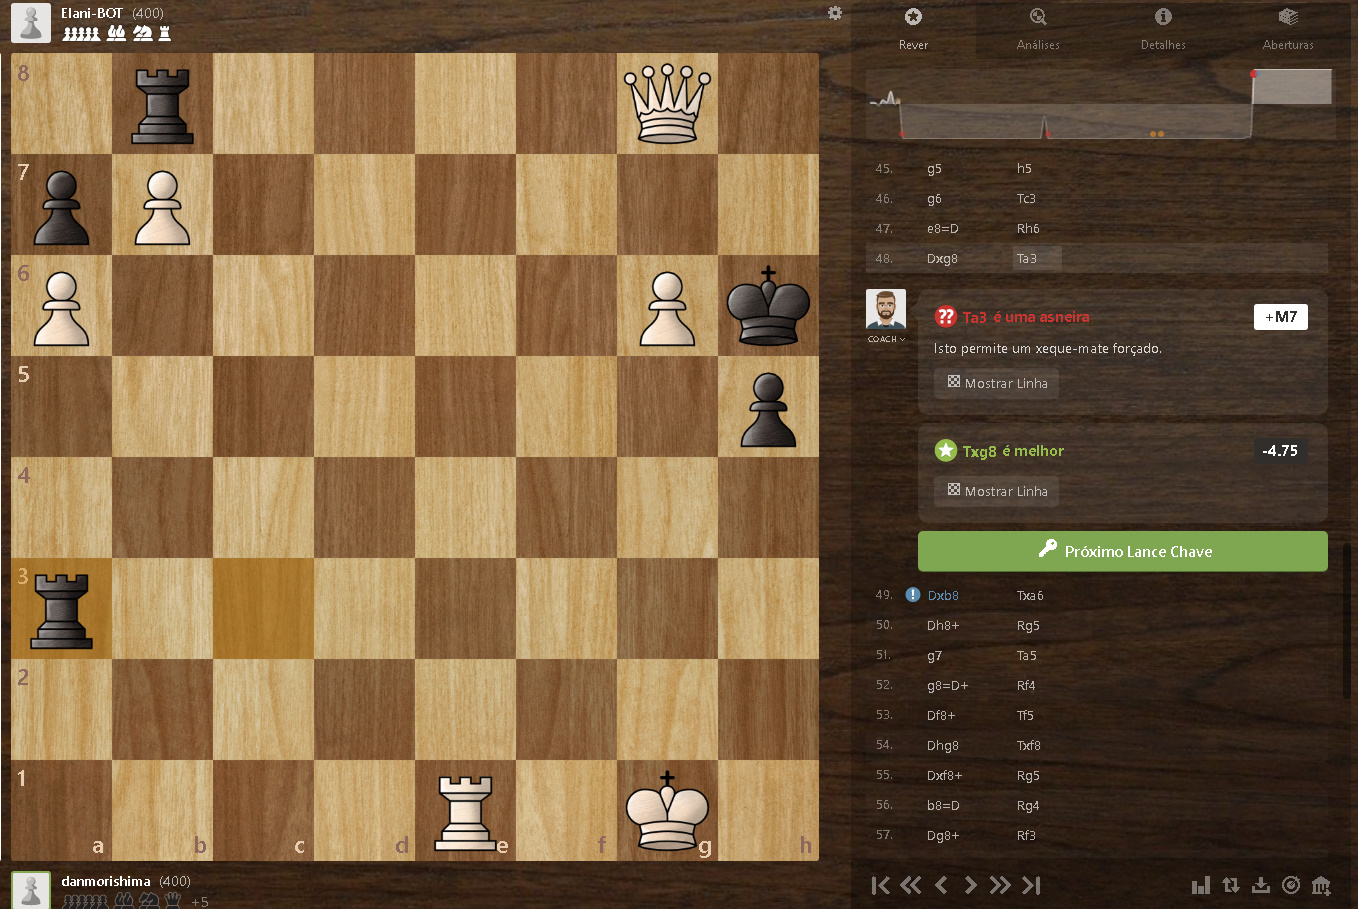 Elani-BOT (400)
8
7
6
5
4
3
2
1
a b c d e f g h
danmorishima (400)
+5
Rever Análises Detalhes Aberturas
45. g5 h5
46. g6 Tc3
47. e8=D Rh6
48. Dxg8 Ta3
COACH
?? Ta3 é uma asneira +M7
Isto permite um xeque-mate forçado.
Mostrar Linha
Txg8 é melhor -4.75
Mostrar Linha
Próximo Lance Chave
49. ! Dxb8 Txa6
50. Dh8+ Rg5
51. g7 Ta5
52. g8=D+ Rf4
53. Df8+ Tf5
54. Dhg8 Txf8
55. Dxf8+ Rg5
56. b8=D Rg4
57. Dg8+ Rf3